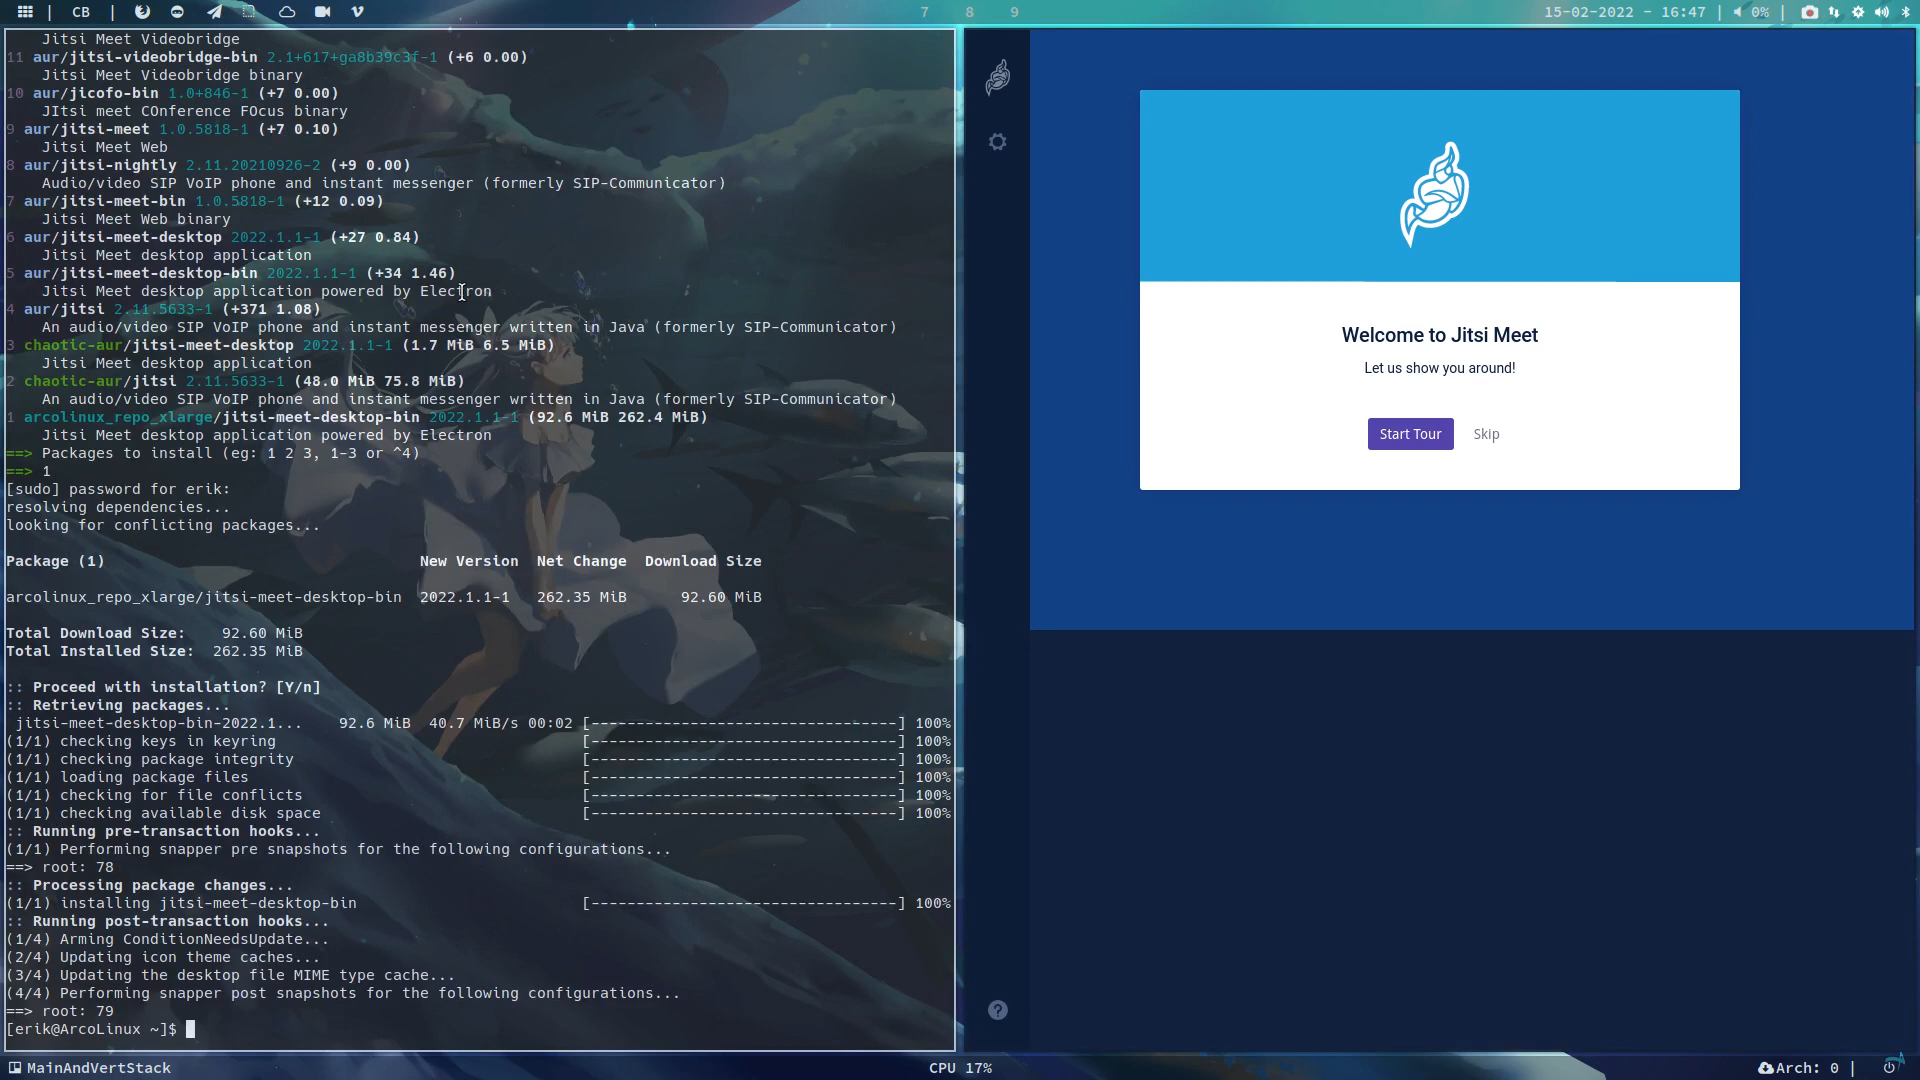 CB
7 8 9
15-02-2022 - 16:47 | 0% |
Jitsi Meet Videobridge
11 aur/jitsi-videobridge-bin 2.1+617+ga8b39c3f-1 (+6 0.00)
Jitsi Meet Videobridge binary
10 aur/jicofo-bin 1.0+846-1 (+7 0.00)
JItsi meet COnference FOcus binary
9 aur/jitsi-meet 1.0.5818-1 (+7 0.10)
Jitsi Meet Web
8 aur/jitsi-nightly 2.11.20210926-2 (+9 0.00)
Audio/video SIP VoIP phone and instant messenger (formerly SIP-Communicator)
7 aur/jitsi-meet-bin 1.0.5818-1 (+12 0.09)
Jitsi Meet Web binary
6 aur/jitsi-meet-desktop 2022.1.1-1 (+27 0.84)
Jitsi Meet desktop application
5 aur/jitsi-meet-desktop-bin 2022.1.1-1 (+34 1.46)
Jitsi Meet desktop application powered by Electron
4 aur/jitsi 2.11.5633-1 (+371 1.08)
An audio/video SIP VoIP phone and instant messenger written in Java (formerly SIP-Communicator)
3 chaotic-aur/jitsi-meet-desktop 2022.1.1-1 (1.7 MiB 6.5 MiB)
Jitsi Meet desktop application
2 chaotic-aur/jitsi 2.11.5633-1 (48.0 MiB 75.8 MiB)
An audio/video SIP VoIP phone and instant messenger written in Java (formerly SIP-Communicator)
1 arcolinux_repo_xlarge/jitsi-meet-desktop-bin 2022.1.1-1 (92.6 MiB 262.4 MiB)
Jitsi Meet desktop application powered by Electron
==> Packages to install (eg: 1 2 3, 1-3 or ^4)
==> 1
[sudo] password for erik:
resolving dependencies...
looking for conflicting packages...
Package (1) New Version Net Change Download Size
arcolinux_repo_xlarge/jitsi-meet-desktop-bin 2022.1.1-1 262.35 MiB 92.60 MiB
Total Download Size: 92.60 MiB
Total Installed Size: 262.35 MiB
:: Proceed with installation? [Y/n]
:: Retrieving packages...
jitsi-meet-desktop-bin-2022.1... 92.6 MiB 40.7 MiB/s 00:02 [----------------------------------] 100%
(1/1) checking keys in keyring [----------------------------------] 100%
(1/1) checking package integrity [----------------------------------] 100%
(1/1) loading package files [----------------------------------] 100%
(1/1) checking for file conflicts [----------------------------------] 100%
(1/1) checking available disk space [----------------------------------] 100%
:: Running pre-transaction hooks...
(1/1) Performing snapper pre snapshots for the following configurations...
==> root: 78
:: Processing package changes...
(1/1) installing jitsi-meet-desktop-bin [----------------------------------] 100%
:: Running post-transaction hooks...
(1/4) Arming ConditionNeedsUpdate...
(2/4) Updating icon theme caches...
(3/4) Updating the desktop file MIME type cache...
(4/4) Performing snapper post snapshots for the following configurations...
==> root: 79
[erik@ArcoLinux ~]$
Welcome to Jitsi Meet
Let us show you around!
Start Tour Skip
MainAndVertStack
CPU 17%
Arch: 0 |